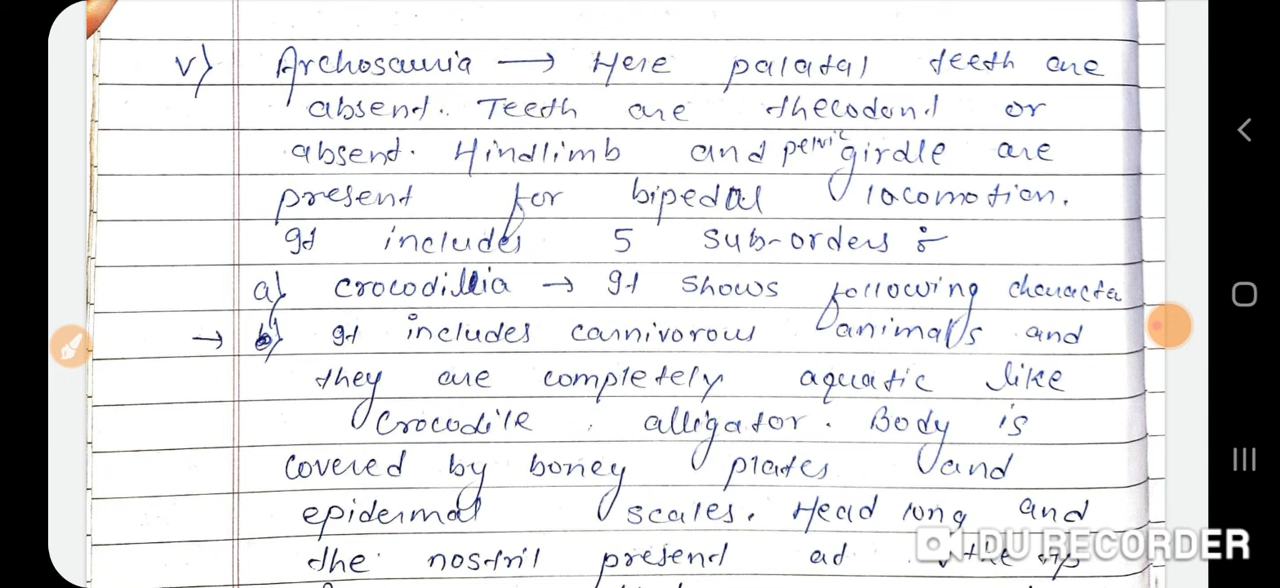 v) Archosauria → Here palatal teeth are
absent. Teeth are thecodont or
absent. Hindlimb and pelvic girdle are
present for bipedal locomotion.
It includes 5 sub-orders :-
a) Crocodillia → It shows following characte
→ b) It includes carnivorous animals and
they are completely aquatic like
Crocodile, alligator. Body is
covered by boney plates and
epidermal scales. Head long and
the nostril present at the tip
DU RECORDER